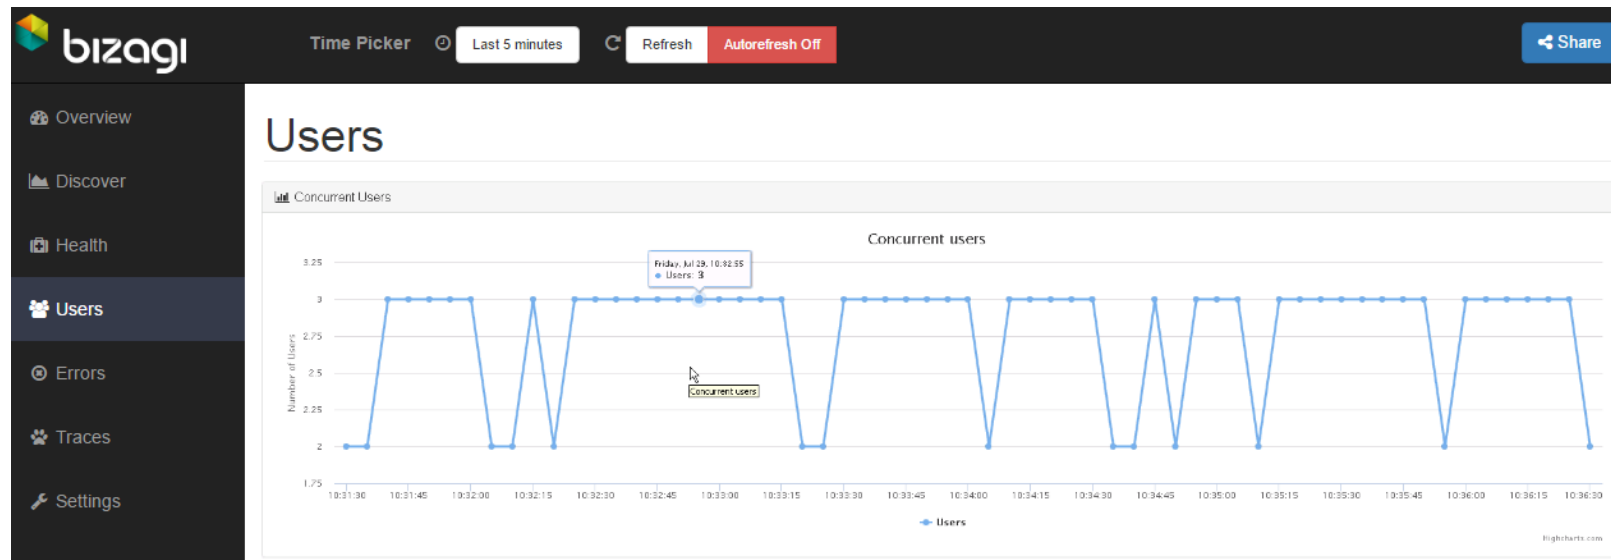 bizagi
Time Picker Last 5 minutes Refresh Autorefresh Off Share
Overview
Discover
Health
Users
Errors
Traces
Settings
Users
Concurrent Users
Concurrent users
Friday, Jul 29, 10:32:55
Users: 3
Concurrent users
Number of Users
3.25
3
2.75
2.5
2.25
2
1.75
10:31:30 10:31:45 10:32:00 10:32:15 10:32:30 10:32:45 10:33:00 10:33:15 10:33:30 10:33:45 10:34:00 10:34:15 10:34:30 10:34:45 10:35:00 10:35:15 10:35:30 10:35:45 10:36:00 10:36:15 10:36:30
Users
Highcharts.com